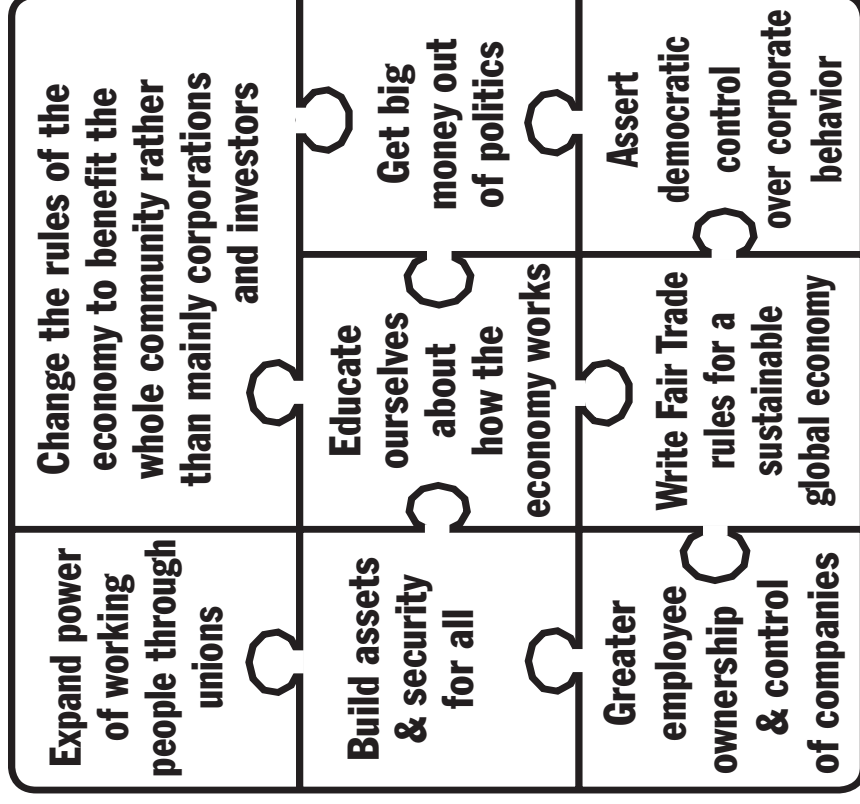 Expand power
of working
people through
unions
Change the rules of the
economy to benefit the
whole community rather
than mainly corporations
and investors
Build assets
& security
for all
Educate
ourselves
about
how the
economy works
Get big
money out
of politics
Greater
employee
ownership
& control
of companies
Write Fair Trade
rules for a
sustainable
global economy
Assert
democratic
control
over corporate
behavior